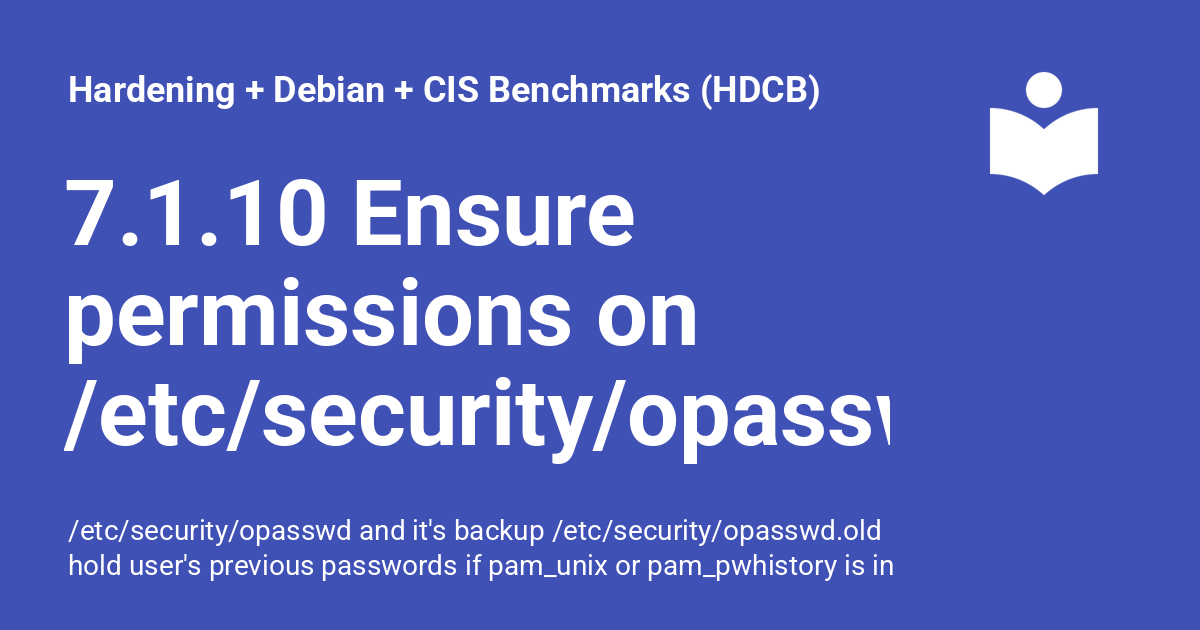 Hardening + Debian + CIS Benchmarks (HDCB)
7.1.10 Ensure
permissions on
/etc/security/opassw
/etc/security/opasswd and it's backup /etc/security/opasswd.old
hold user's previous passwords if pam_unix or pam_pwhistory is in